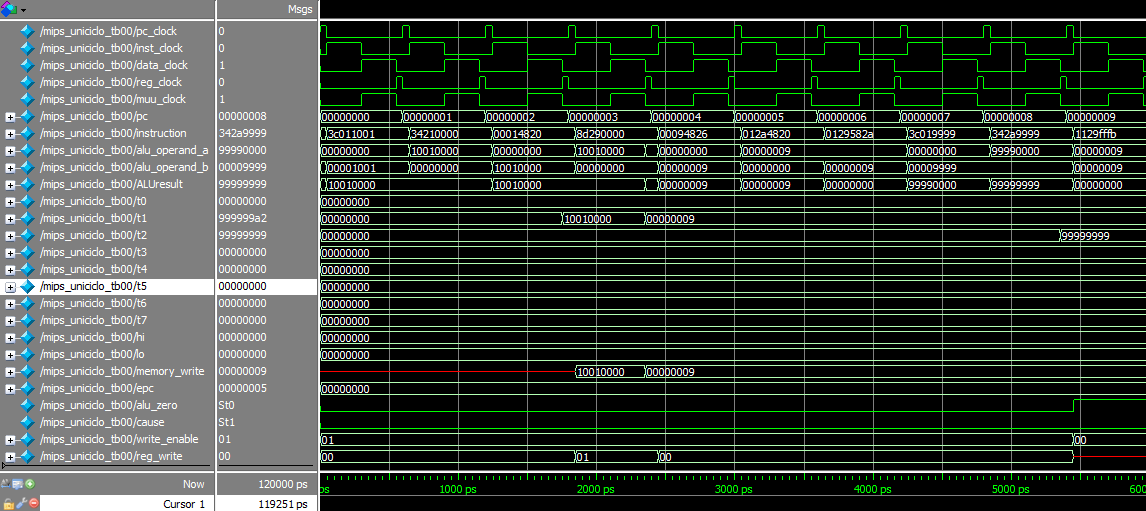 Msgs
/mips_uniciclo_tb00/pc_clock 0
/mips_uniciclo_tb00/inst_clock 0
/mips_uniciclo_tb00/data_clock 1
/mips_uniciclo_tb00/reg_clock 0
/mips_uniciclo_tb00/muu_clock 1
/mips_uniciclo_tb00/pc 00000008 00000000 00000001 00000002 00000003 00000004 00000005 00000006 00000007 00000008 00000009
/mips_uniciclo_tb00/instruction 342a9999 3c011001 34210000 00014820 8d290000 00094826 012a4820 0129582a 3c019999 342a9999 1129fffb
/mips_uniciclo_tb00/alu_operand_a 99990000 00000000 10010000 00000000 10010000 00000000 00000009 00000000 99990000 00000009
/mips_uniciclo_tb00/alu_operand_b 00009999 00001001 00000000 10010000 00000000 00000009 00000000 00000009 00009999 00000009
/mips_uniciclo_tb00/ALUresult 99999999 10010000 10010000 00000009 00000009 00000000 99990000 99999999 00000000
/mips_uniciclo_tb00/t0 00000000 00000000
/mips_uniciclo_tb00/t1 999999a2 00000000 10010000 00000009
/mips_uniciclo_tb00/t2 99999999 00000000 99999999
/mips_uniciclo_tb00/t3 00000000 00000000
/mips_uniciclo_tb00/t4 00000000 00000000
/mips_uniciclo_tb00/t5 00000000 00000000
/mips_uniciclo_tb00/t6 00000000 00000000
/mips_uniciclo_tb00/t7 00000000 00000000
/mips_uniciclo_tb00/hi 00000000 00000000
/mips_uniciclo_tb00/lo 00000000 00000000
/mips_uniciclo_tb00/memory_write 00000009 10010000 00000009
/mips_uniciclo_tb00/epc 00000005 00000000
/mips_uniciclo_tb00/alu_zero St0
/mips_uniciclo_tb00/cause St1
/mips_uniciclo_tb00/write_enable 01 01 00
/mips_uniciclo_tb00/reg_write 00 00 01 00
Now 120000 ps ps 1000 ps 2000 ps 3000 ps 4000 ps 5000 ps
Cursor 1 119251 ps